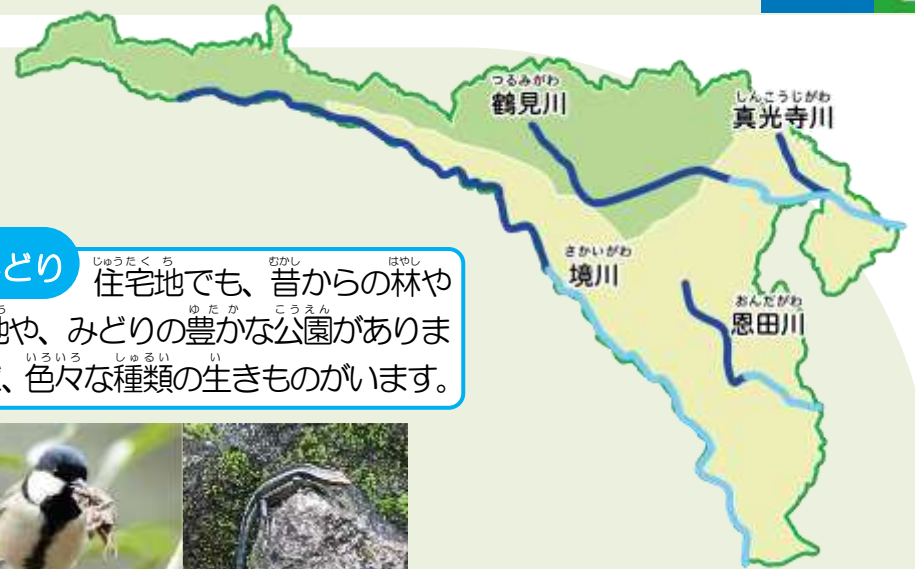 つるみがわ
鶴見川
しんこうじがわ
真光寺川
さかいがわ
境川
おんだがわ
恩田川
どり
じゅうたくち むかし はやし
住宅地でも、昔からの林や
ち ゆたか こうえん
や、みどりの豊かな公園がありま
いろいろ しゅるい い
、色々な種類の生きものがいます。